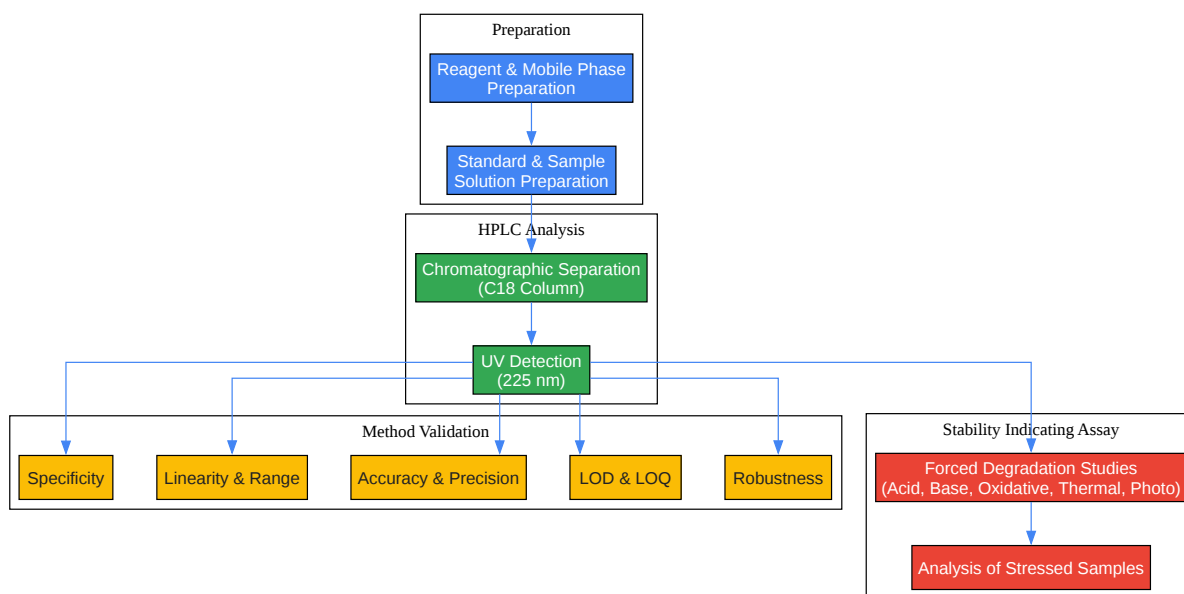 Preparation
Reagent & Mobile Phase
Preparation
Standard & Sample
Solution Preparation
HPLC Analysis
Chromatographic Separation
(C18 Column)
UV Detection
(225 nm)
Method Validation
Specificity
Linearity & Range
Accuracy & Precision
LOD & LOQ
Robustness
Stability Indicating Assay
Forced Degradation Studies
(Acid, Base, Oxidative, Thermal, Photo)
Analysis of Stressed Samples